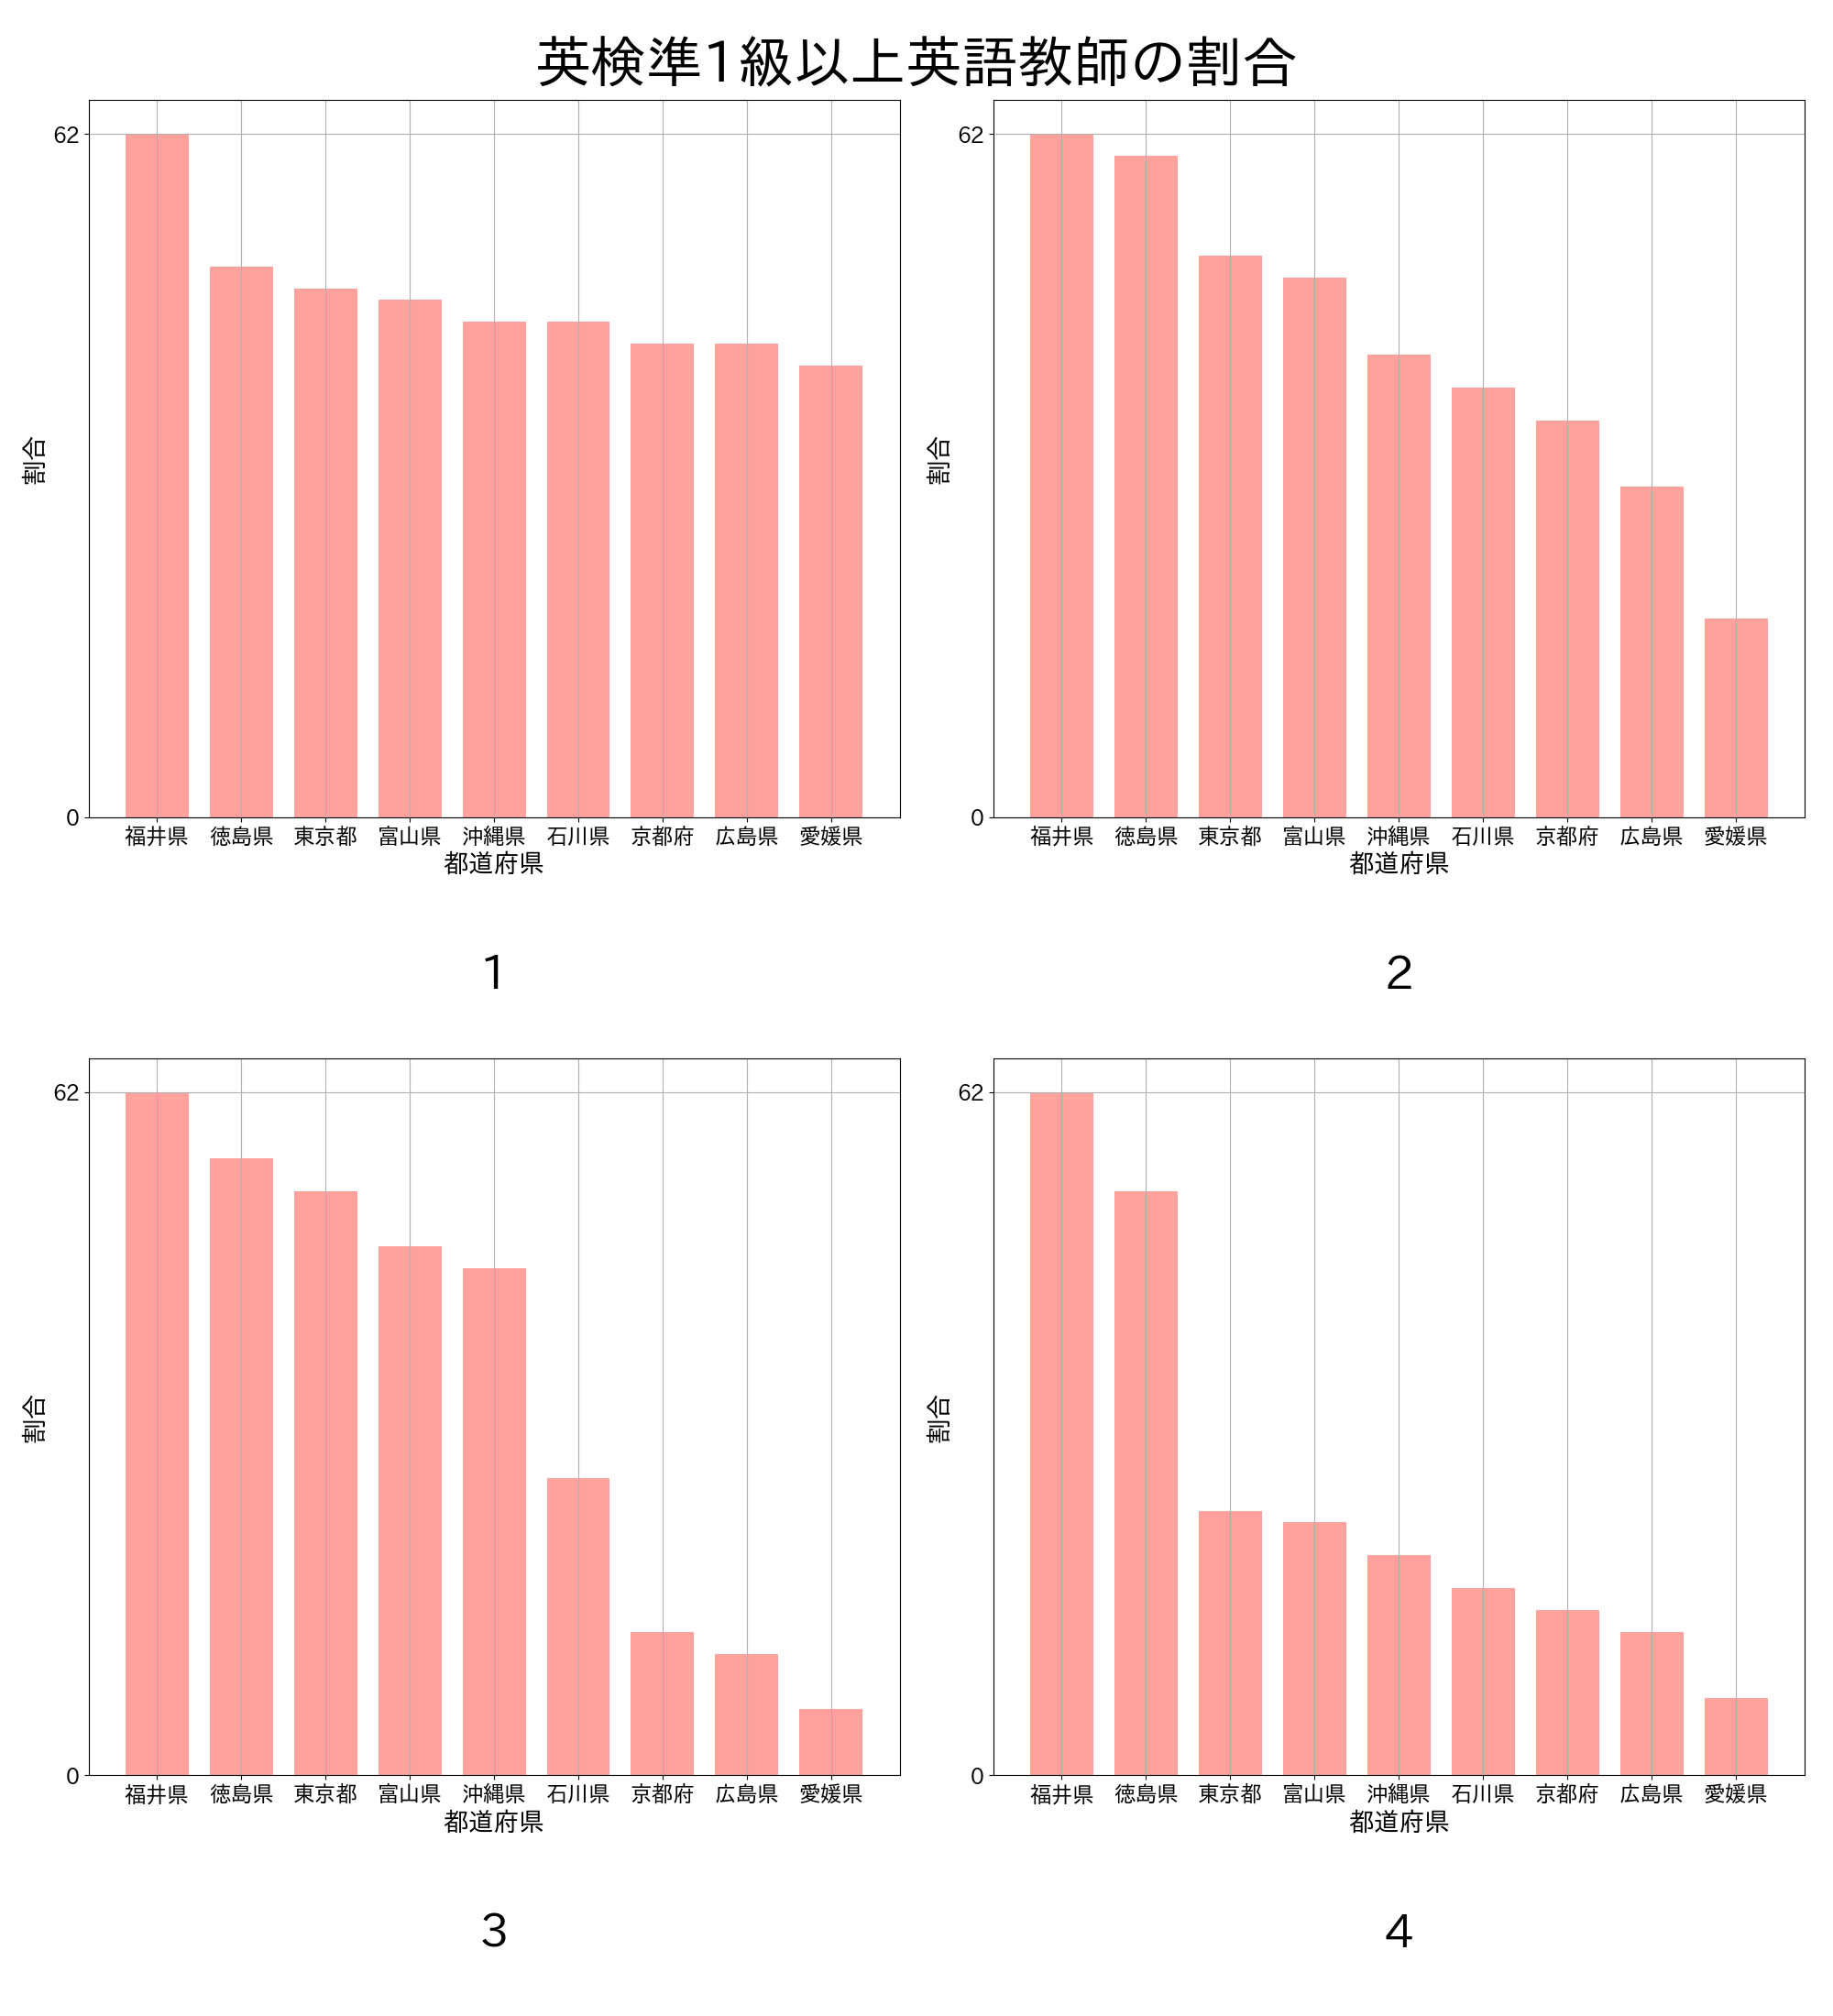 英検準1級以上英語教師の割合
62
0
割合
福井県 徳島県 東京都 富山県 沖縄県 石川県 京都府 広島県 愛媛県
都道府県
1
62
0
割合
福井県 徳島県 東京都 富山県 沖縄県 石川県 京都府 広島県 愛媛県
都道府県
2
62
0
割合
福井県 徳島県 東京都 富山県 沖縄県 石川県 京都府 広島県 愛媛県
都道府県
3
62
0
割合
福井県 徳島県 東京都 富山県 沖縄県 石川県 京都府 広島県 愛媛県
都道府県
4